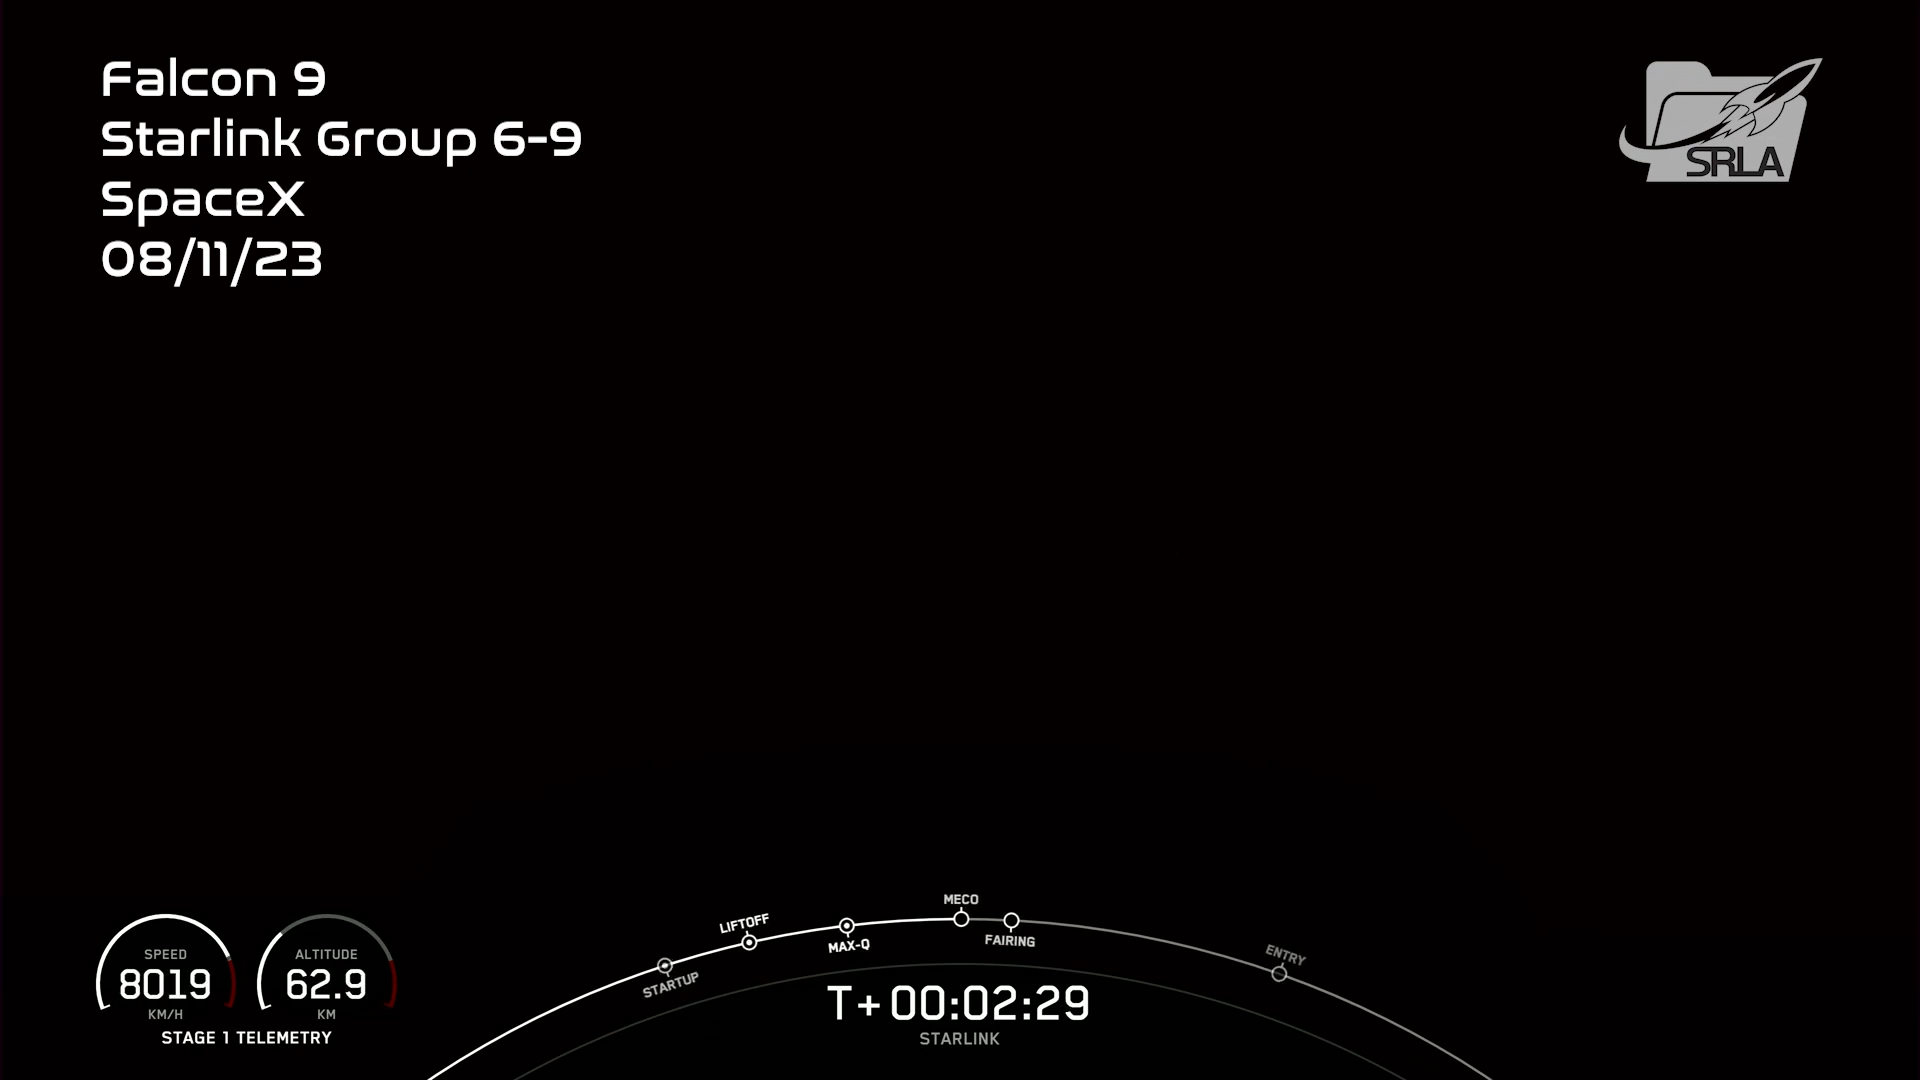 Falcon 9
Starlink Group 6-9
SpaceX
08/11/23
SRLA
MECO
LIFTOFF
MAX-Q
FAIRING
STARTUP
ENTRY
SPEED
8019
KM/H
ALTITUDE
62.9
KM
STAGE 1 TELEMETRY
T+00:02:29
STARLINK